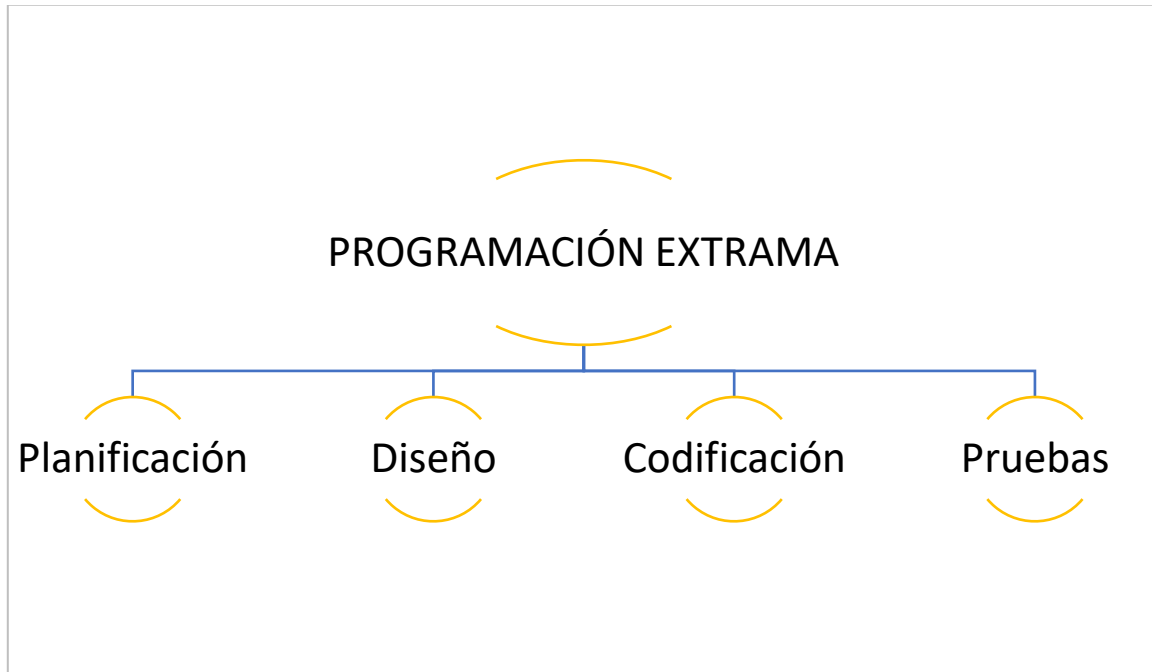 PROGRAMACIÓN EXTRAMA
Planificación
Diseño
Codificación
Pruebas